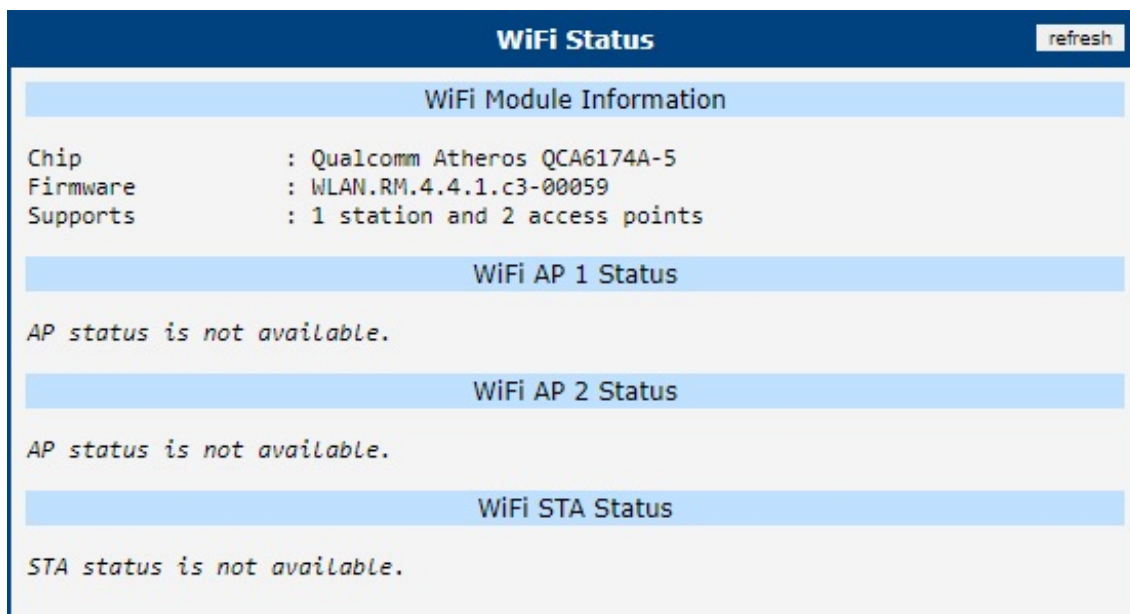 WiFi Status
refresh
WiFi Module Information
Chip : Qualcomm Atheros QCA6174A-5
Firmware : WLAN.RM.4.4.1.c3-00059
Supports : 1 station and 2 access points
WiFi AP 1 Status
AP status is not available.
WiFi AP 2 Status
AP status is not available.
WiFi STA Status
STA status is not available.